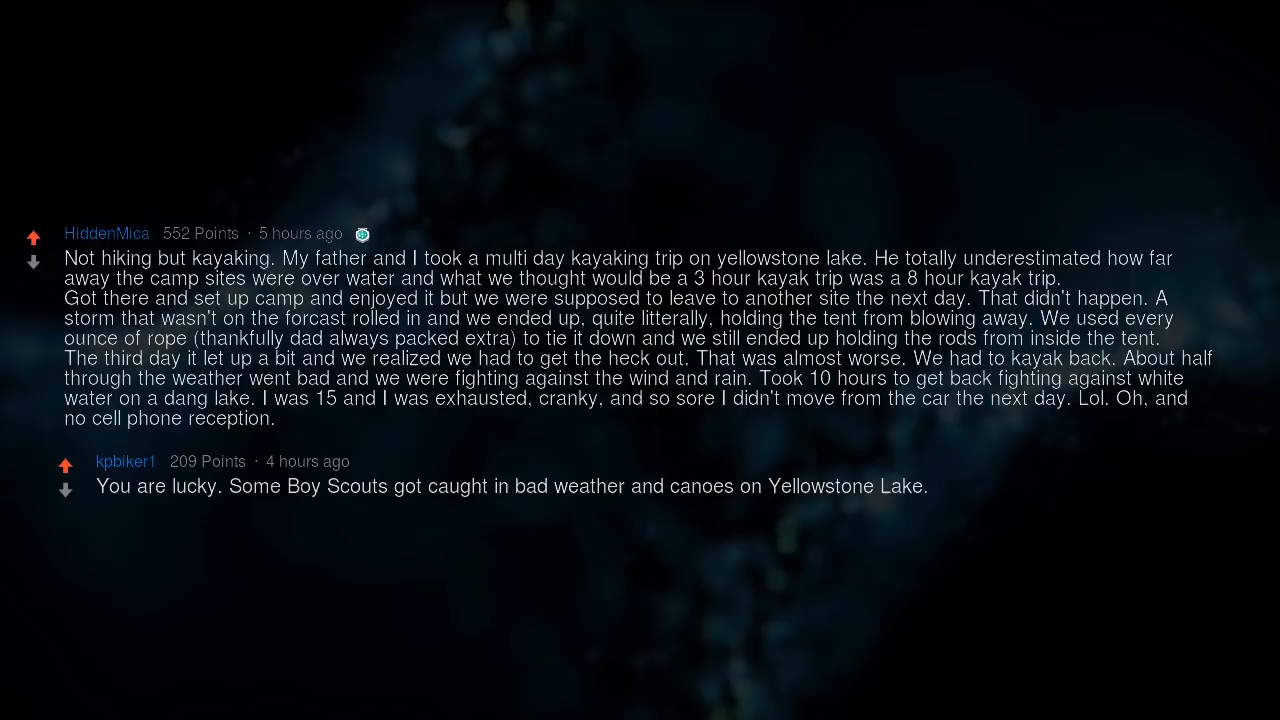 HiddenMica 552 Points · 5 hours ago
Not hiking but kayaking. My father and I took a multi day kayaking trip on yellowstone lake. He totally underestimated how far
away the camp sites were over water and what we thought would be a 3 hour kayak trip was a 8 hour kayak trip.
Got there and set up camp and enjoyed it but we were supposed to leave to another site the next day. That didn't happen. A
storm that wasn't on the forcast rolled in and we ended up, quite litterally, holding the tent from blowing away. We used every
ounce of rope (thankfully dad always packed extra) to tie it down and we still ended up holding the rods from inside the tent.
The third day it let up a bit and we realized we had to get the heck out. That was almost worse. We had to kayak back. About half
through the weather went bad and we were fighting against the wind and rain. Took 10 hours to get back fighting against white
water on a dang lake. I was 15 and I was exhausted, cranky, and so sore I didn't move from the car the next day. Lol. Oh, and
no cell phone reception.
kpbiker1 209 Points · 4 hours ago
You are lucky. Some Boy Scouts got caught in bad weather and canoes on Yellowstone Lake.